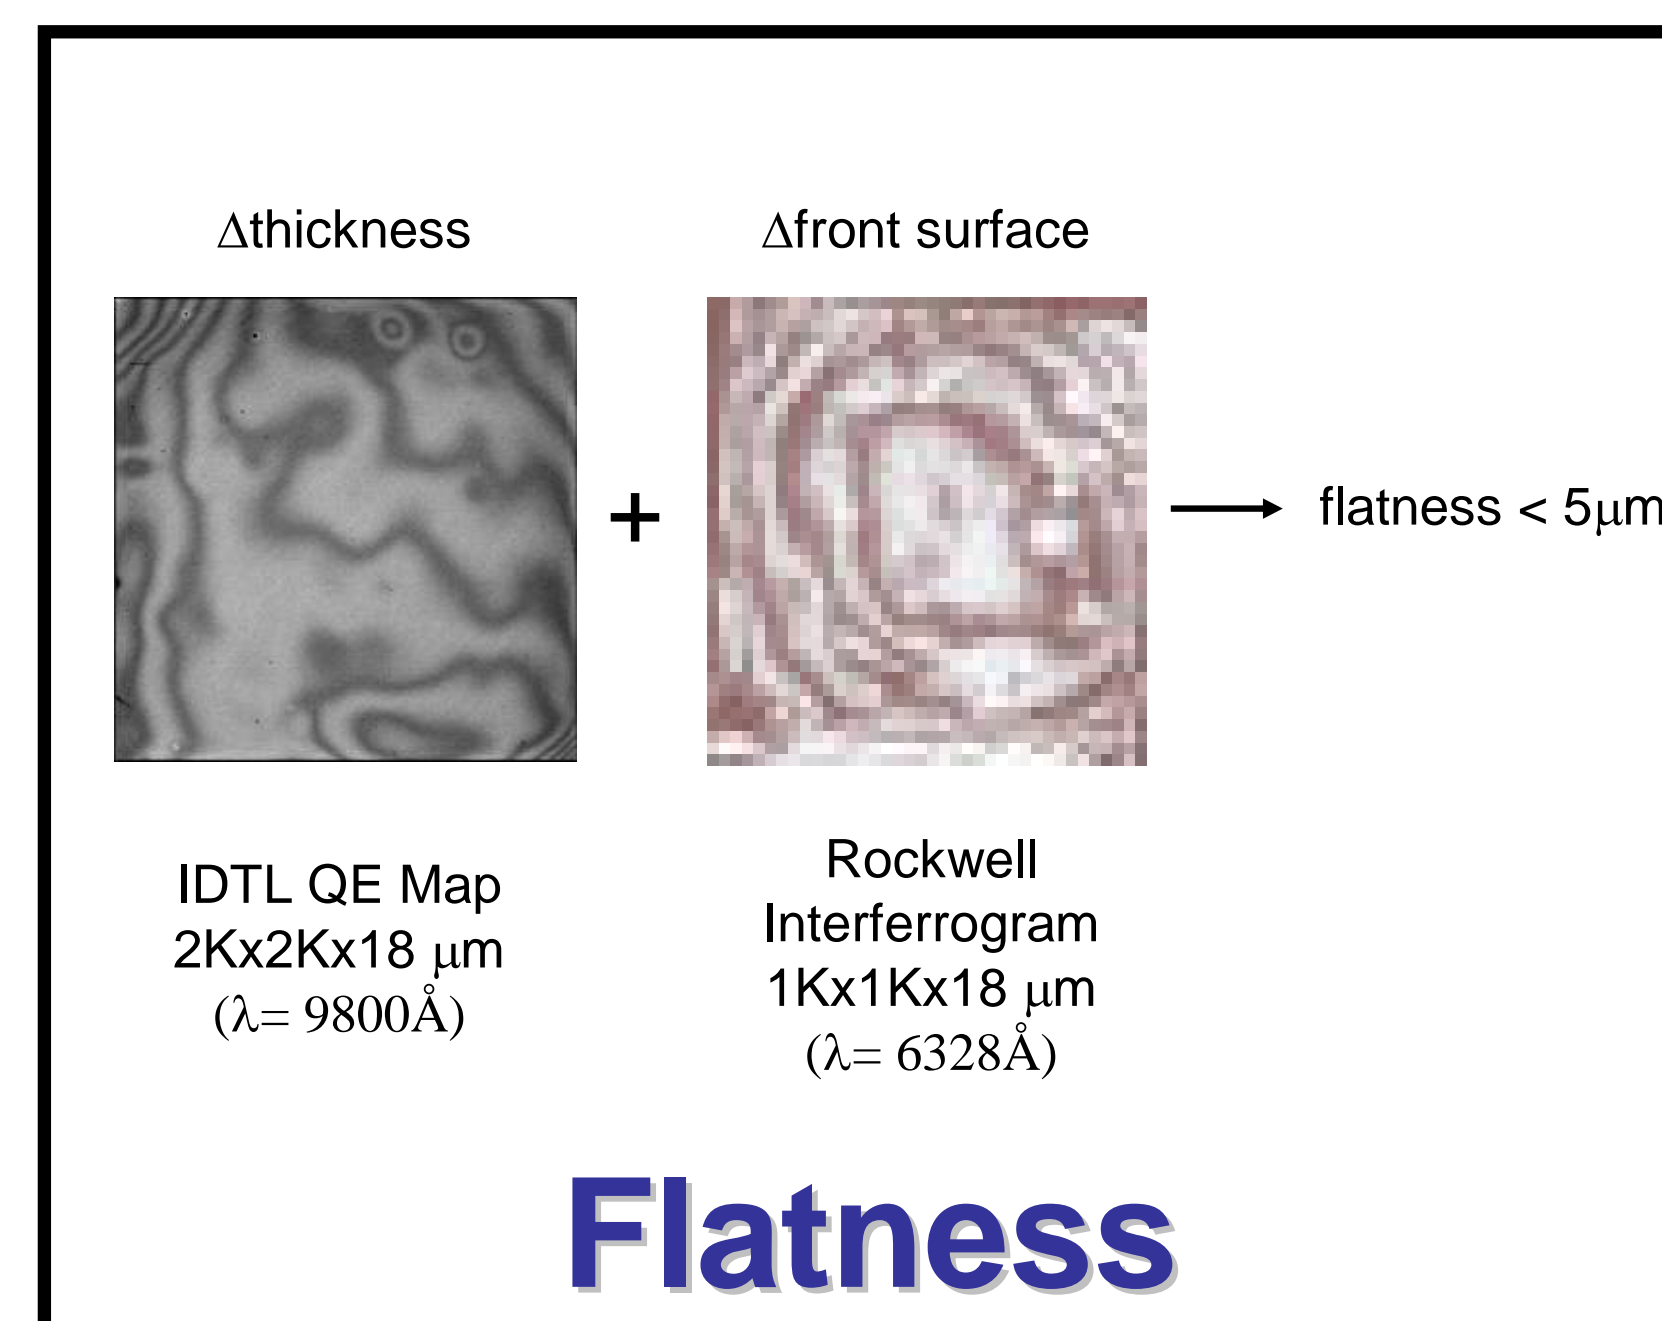 Δthickness
Δfront surface
+
flatness < 5μm
IDTL QE Map
2Kx2Kx18 μm
(λ= 9800Å)
Rockwell
Interferrogram
1Kx1Kx18 μm
(λ= 6328Å)
Flatness